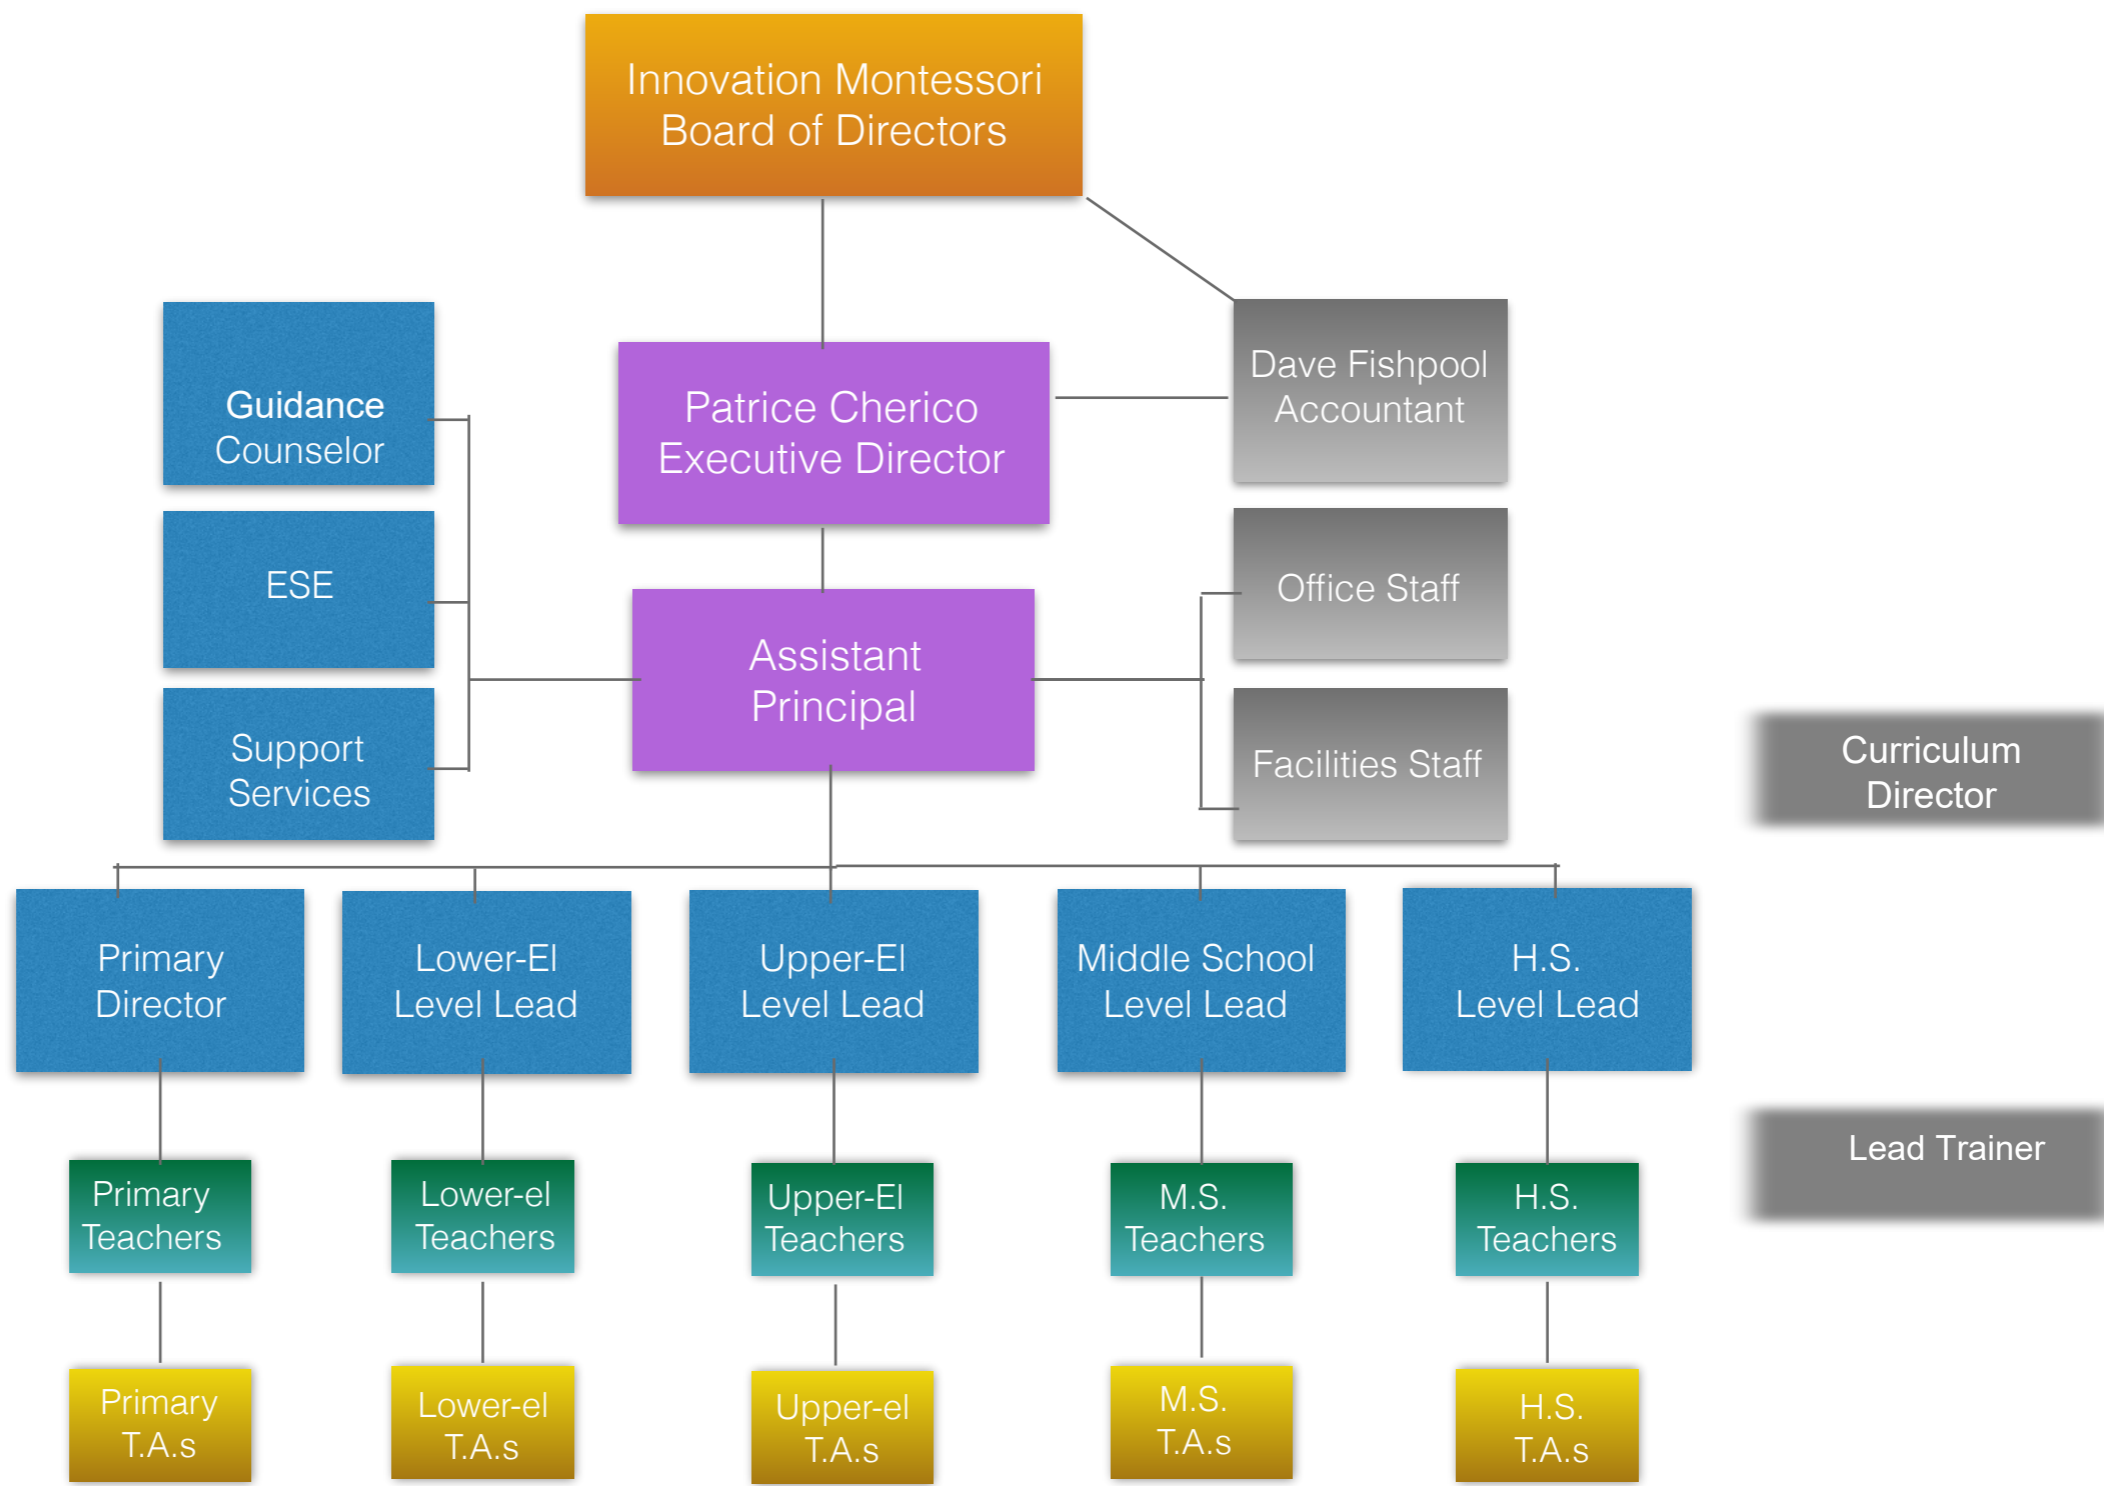 Innovation Montessori
Board of Directors
Guidance
Counselor
Patrice Cherico
Executive Director
Dave Fishpool
Accountant
ESE
Office Staff
Assistant
Principal
Support
Services
Facilities Staff
Curriculum
Director
Primary
Director
Lower-El
Level Lead
Upper-El
Level Lead
Middle School
Level Lead
H.S.
Level Lead
Lead Trainer
Primary
Teachers
Lower-el
Teachers
Upper-El
Teachers
M.S.
Teachers
H.S.
Teachers
Primary
T.A.s
Lower-el
T.A.s
Upper-el
T.A.s
M.S.
T.A.s
H.S.
T.A.s